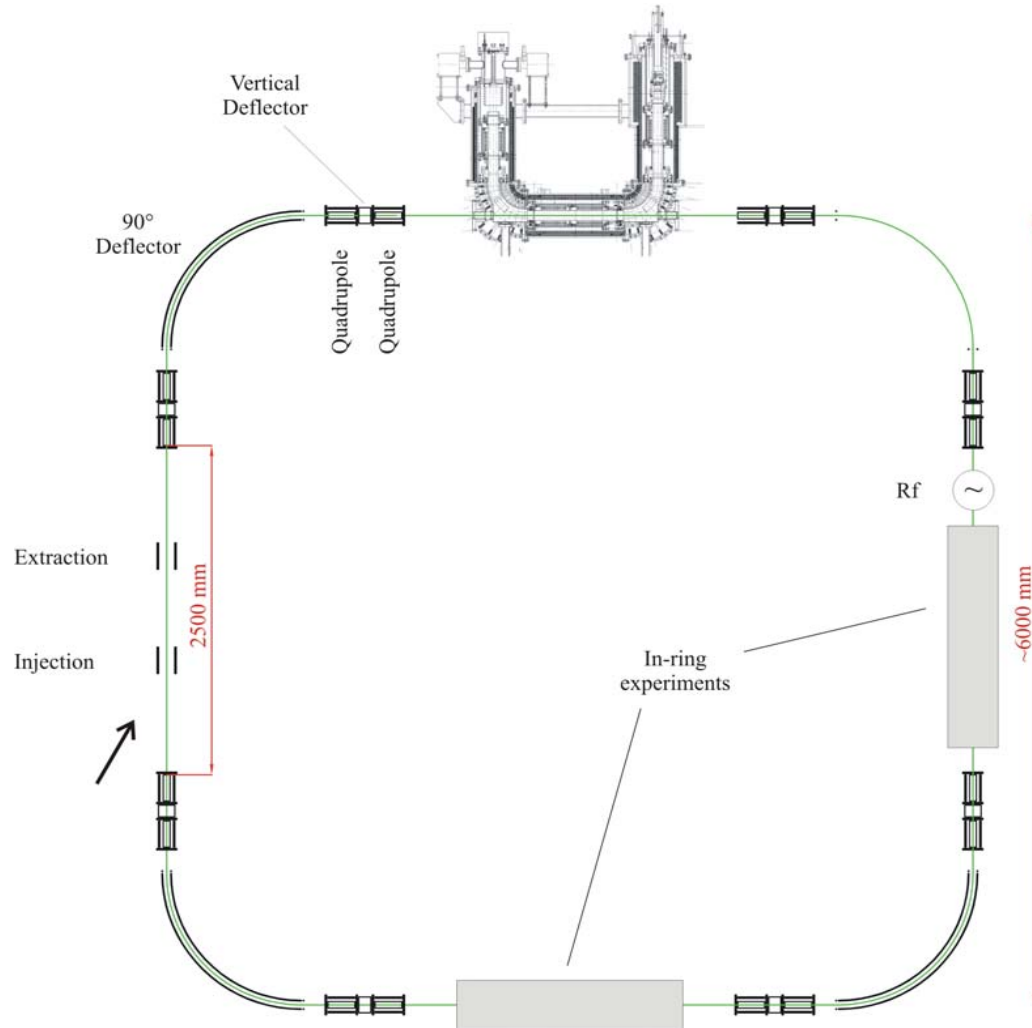 Vertical
Deflector
90°
Deflector
Quadrupole
Quadrupole
Rf
~
Extraction
2500 mm
Injection
In-ring
experiments
~6000 mm